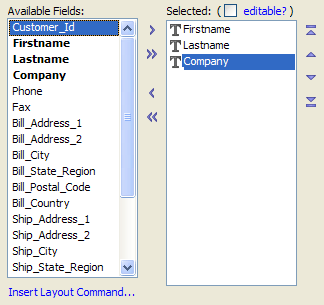 Available Fields:
Customer_Id
Firstname
Lastname
Company
Phone
Fax
Bill_Address_1
Bill_Address_2
Bill_City
Bill_State_Region
Bill_Postal_Code
Bill_Country
Ship_Address_1
Ship_Address_2
Ship_City
Ship_State_Region
Insert Layout Command...
Selected: ( editable? )
Firstname
Lastname
Company